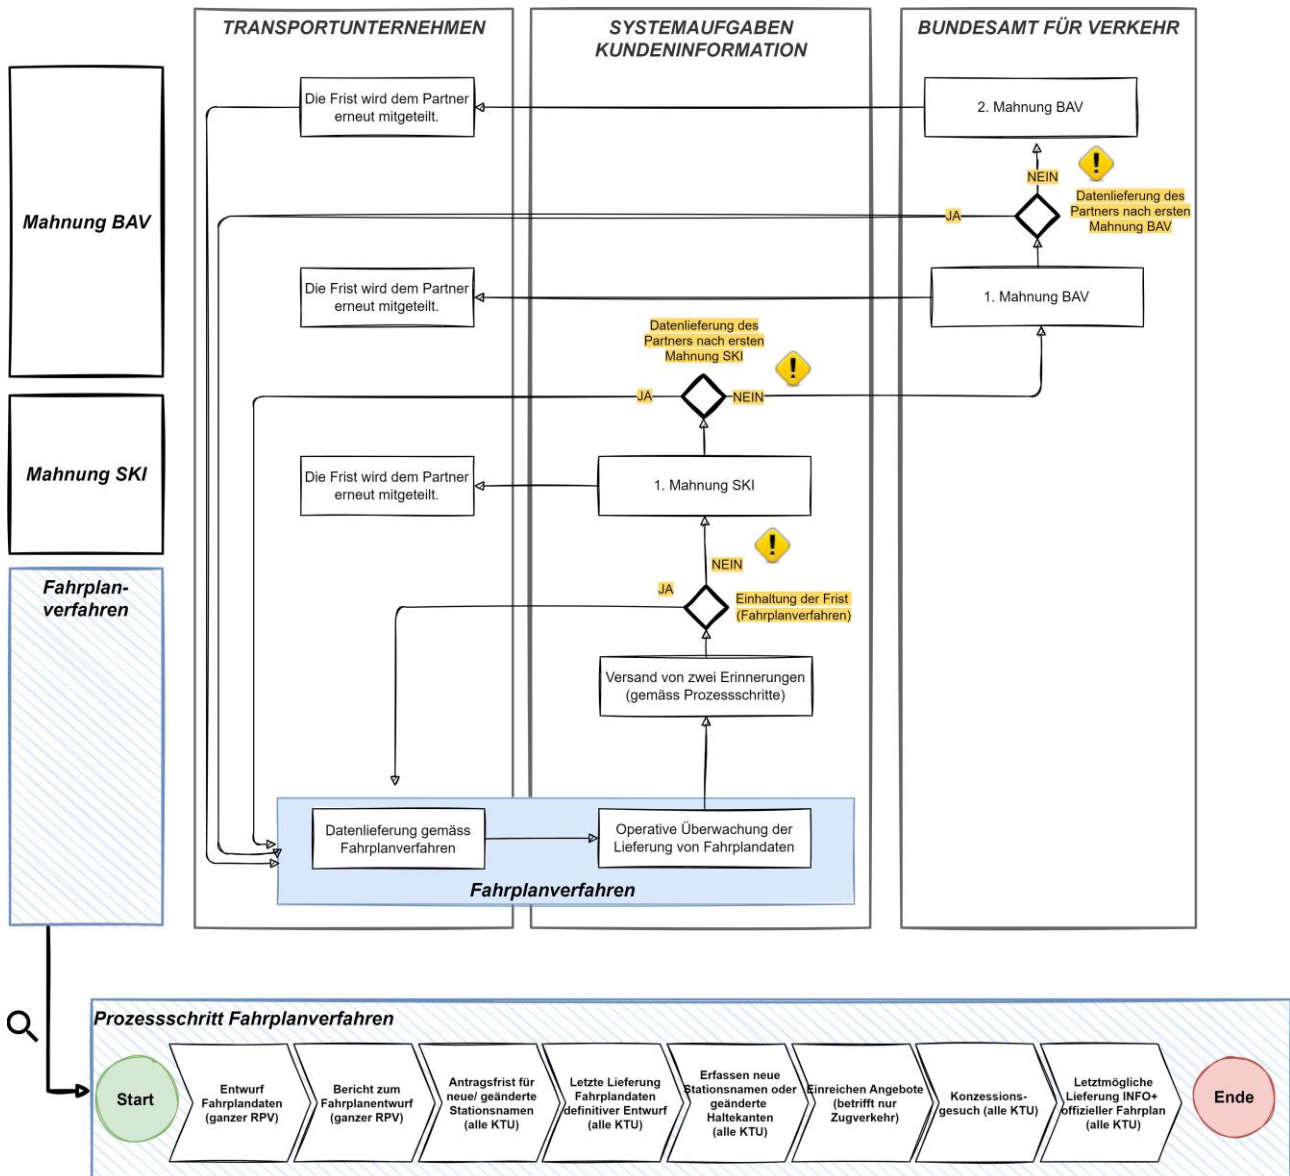 TRANSPORTUNTERNEHMEN
SYSTEMAUFGABEN
KUNDENINFORMATION
BUNDESAMT FÜR VERKEHR
Mahnung BAV
Die Frist wird dem Partner
erneut mitgeteilt.
2. Mahnung BAV
NEIN
JA
Datenlieferung des
Partners nach ersten
Mahnung BAV
Die Frist wird dem Partner
erneut mitgeteilt.
1. Mahnung BAV
Datenlieferung des
Partners nach ersten
Mahnung SKI
JA
NEIN
Mahnung SKI
Die Frist wird dem Partner
erneut mitgeteilt.
1. Mahnung SKI
NEIN
JA
Einhaltung der Frist
(Fahrplanverfahren)
Fahrplan-
verfahren
Versand von zwei Erinnerungen
(gemäss Prozessschritte)
Datenlieferung gemäss
Fahrplanverfahren
Operative Überwachung der
Lieferung von Fahrplandaten
Fahrplanverfahren
Prozessschritt Fahrplanverfahren
Start
Entwurf
Fahrplandaten
(ganzer RPV)
Bericht zum
Fahrplanentwurf
(ganzer RPV)
Antragsfrist für
neue/ geänderte
Stationsnamen
(alle KTU)
Letzte Lieferung
Fahrplandaten
definitiver Entwurf
(alle KTU)
Erfassen neue
Stationsnamen oder
geänderte
Haltekanten
(alle KTU)
Einreichen Angebote
(betrifft nur
Zugverkehr)
Konzessions-
gesuch (alle KTU)
Letztmögliche
Lieferung INFO+
offizieller Fahrplan
(alle KTU)
Ende